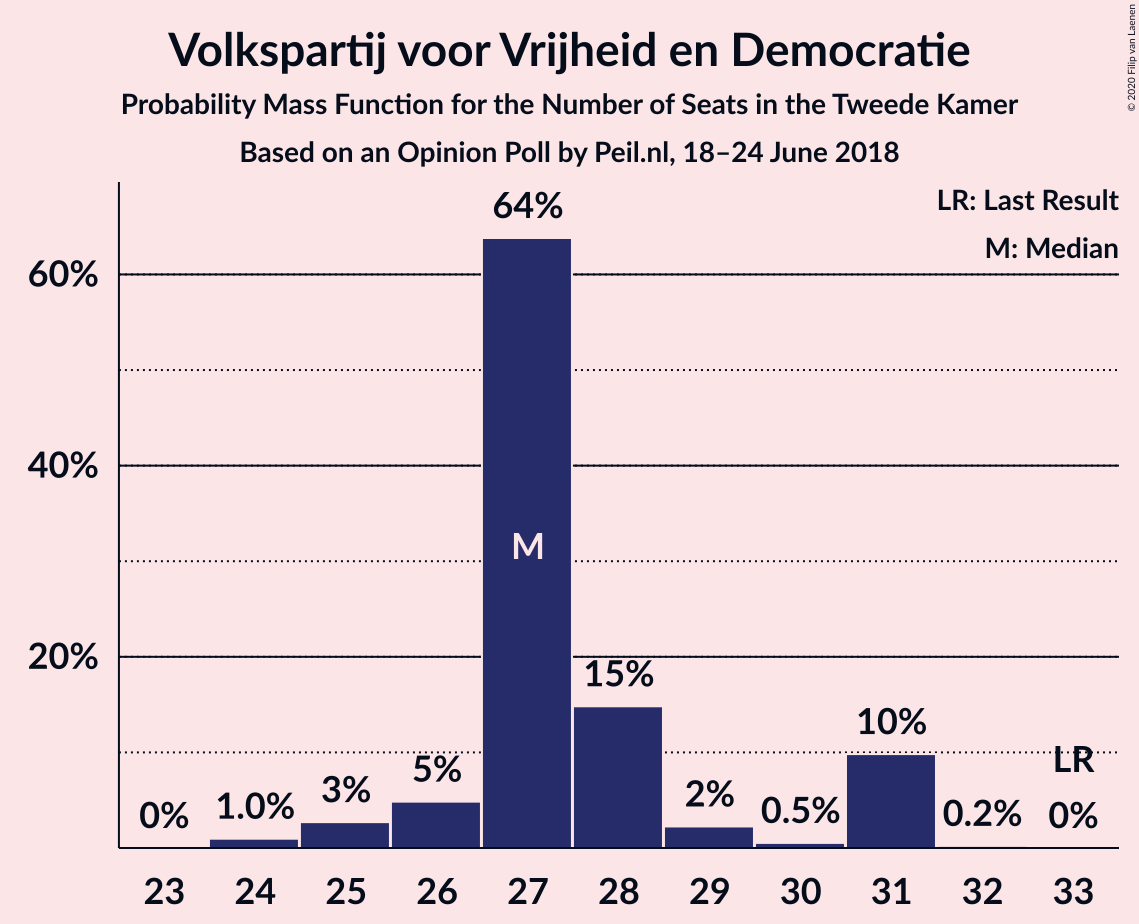 Volkspartij voor Vrijheid en Democratie
Probability Mass Function for the Number of Seats in the Tweede Kamer
Based on an Opinion Poll by Peil.nl, 18–24 June 2018
© 2020 Filip van Laenen
LR: Last Result
M: Median
60%
40%
20%
0%
1.0%
3%
5%
64%
M
15%
2%
0.5%
10%
0.2%
LR
0%
23 24 25 26 27 28 29 30 31 32 33